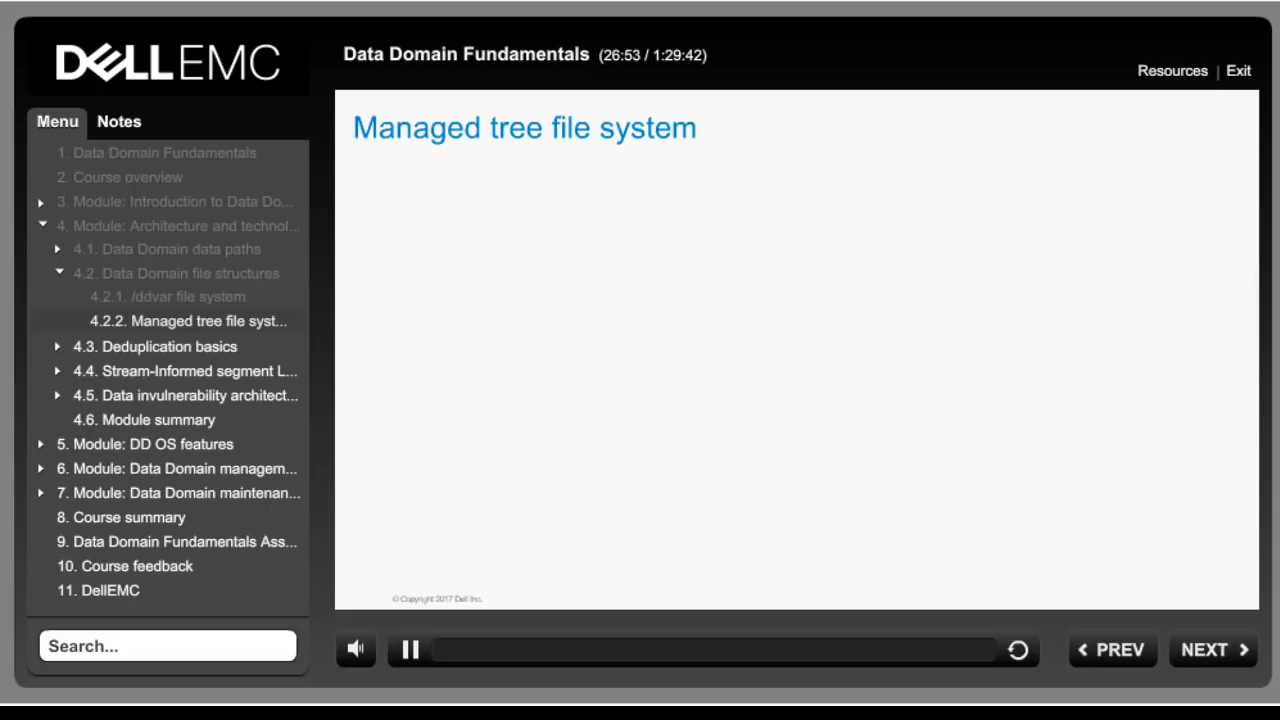 DELLEMC
Data Domain Fundamentals (26:53 / 1:29:42)
Resources | Exit
Menu Notes
1. Data Domain Fundamentals
2. Course overview
3. Module: Introduction to Data Do...
4. Module: Architecture and technol...
4.1. Data Domain data paths
4.2. Data Domain file structures
4.2.1. /ddvar file system
4.2.2. Managed tree file syst...
4.3. Deduplication basics
4.4. Stream-Informed segment L...
4.5. Data invulnerability architect...
4.6. Module summary
5. Module: DD OS features
6. Module: Data Domain managem...
7. Module: Data Domain maintenan...
8. Course summary
9. Data Domain Fundamentals Ass...
10. Course feedback
11. DellEMC
Search...
Managed tree file system
© Copyright 2017 Dell Inc.
PREV
NEXT